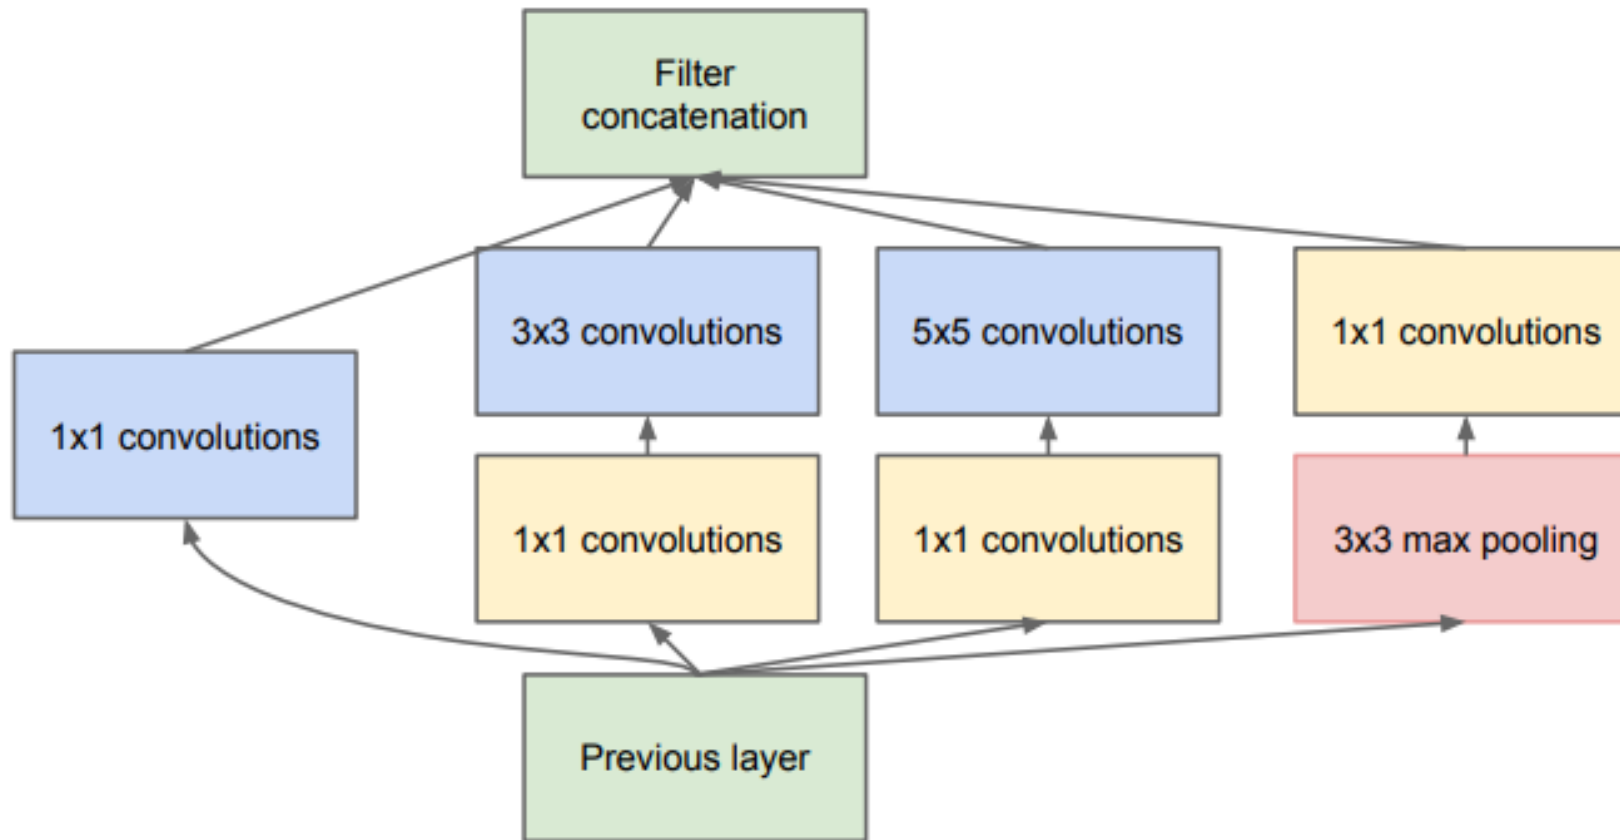 Filter
concatenation
3x3 convolutions
5x5 convolutions
1x1 convolutions
1x1 convolutions
1x1 convolutions
1x1 convolutions
3x3 max pooling
Previous layer